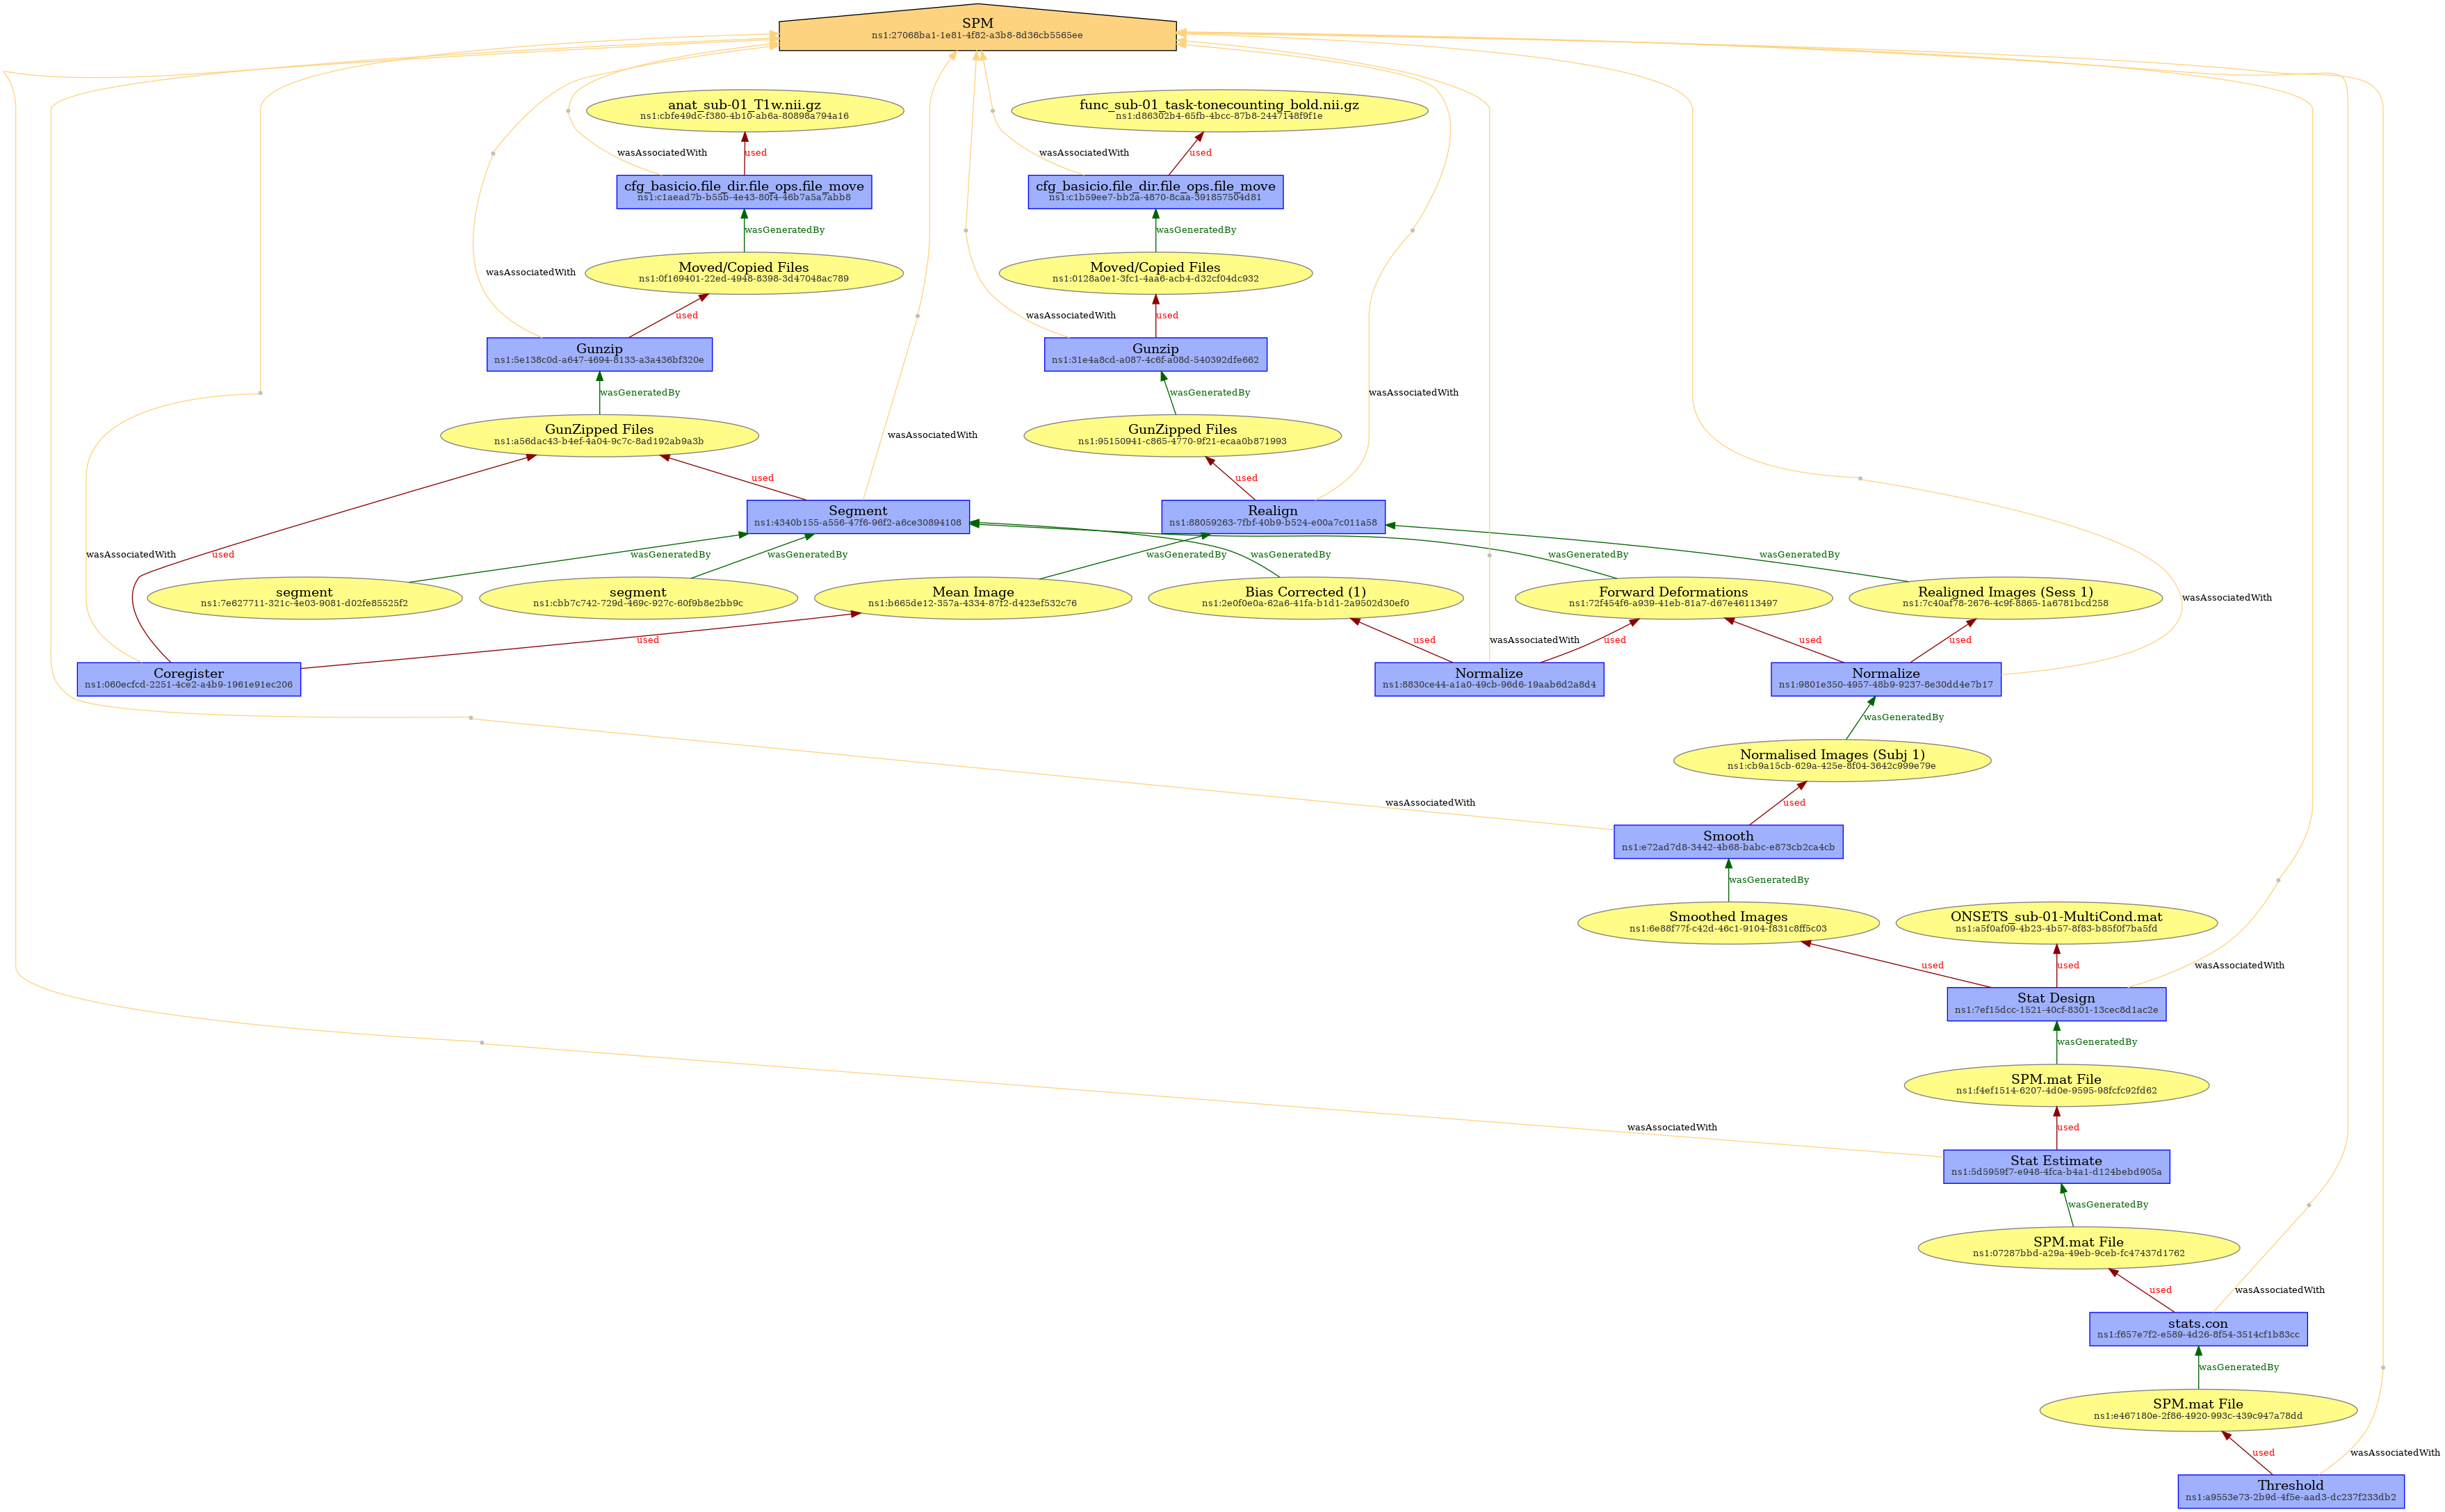 SPM
ns1:27068ba1-1e81-4f82-a3b8-8d36cb5565ee
anat_sub-01_T1w.nii.gz
ns1:cbfe49dc-f380-4b10-ab6a-80898a794a16
func_sub-01_task-tonecounting_bold.nii.gz
ns1:d86302b4-65fb-4bcc-87b8-2447148f9f1e
wasAssociatedWith
used
wasAssociatedWith
used
cfg_basicio.file_dir.file_ops.file_move
ns1:c1aead7b-b55b-4e43-80f4-46b7a5a7abb8
cfg_basicio.file_dir.file_ops.file_move
ns1:c1b59ee7-bb2a-4870-8caa-391857504d81
wasGeneratedBy
wasGeneratedBy
wasAssociatedWith
Moved/Copied Files
ns1:0f169401-22ed-4948-8398-3d47048ac789
Moved/Copied Files
ns1:0128a0e1-3fc1-4aa6-acb4-d32cf04dc932
used
wasAssociatedWith
used
Gunzip
ns1:5e138c0d-a647-4694-8133-a3a436bf320e
Gunzip
ns1:31e4a8cd-a087-4c6f-a08d-540392dfe662
wasGeneratedBy
wasGeneratedBy
wasAssociatedWith
GunZipped Files
ns1:a56dac43-b4ef-4a04-9c7c-8ad192ab9a3b
wasAssociatedWith
GunZipped Files
ns1:95150941-c865-4770-9f21-ecaa0b871993
used
used
Segment
ns1:4340b155-a556-47f6-96f2-a6ce30894108
Realign
ns1:88059263-7fbf-40b9-b524-e00a7c011a58
wasAssociatedWith
used
wasGeneratedBy
wasGeneratedBy
wasGeneratedBy
wasGeneratedBy
wasGeneratedBy
wasGeneratedBy
segment
ns1:7e627711-321c-4e03-9081-d02fe85525f2
segment
ns1:cbb7c742-729d-469c-927c-60f9b8e2bb9c
Mean Image
ns1:b665de12-357a-4334-87f2-d423ef532c76
Bias Corrected (1)
ns1:2e0f0e0a-62a6-41fa-b1d1-2a9502d30ef0
Forward Deformations
ns1:72f454f6-a939-41eb-81a7-d67e46113497
Realigned Images (Sess 1)
ns1:7c40af78-2676-4c9f-8865-1a6781bcd258
wasAssociatedWith
used
used
wasAssociatedWith
used
used
used
Coregister
ns1:060ecfcd-2251-4ce2-a4b9-1961e91ec206
Normalize
ns1:8830ce44-a1a0-49cb-96d6-19aab6d2a8d4
Normalize
ns1:9801e350-4957-48b9-9237-8e30dd4e7b17
wasGeneratedBy
Normalised Images (Subj 1)
ns1:cb9a15cb-629a-425e-8f04-3642c999e79e
wasAssociatedWith
used
Smooth
ns1:e72ad7d8-3442-4b68-babc-e873cb2ca4cb
wasGeneratedBy
Smoothed Images
ns1:6e88f77f-c42d-46c1-9104-f831c8ff5c03
ONSETS_sub-01-MultiCond.mat
ns1:a5f0af09-4b23-4b57-8f83-b85f0f7ba5fd
used
used
wasAssociatedWith
Stat Design
ns1:7ef15dcc-1521-40cf-8301-13cec8d1ac2e
wasGeneratedBy
SPM.mat File
ns1:f4ef1514-6207-4d0e-9595-98fcfc92fd62
wasAssociatedWith
used
Stat Estimate
ns1:5d5959f7-e948-4fca-b4a1-d124bebd905a
wasGeneratedBy
SPM.mat File
ns1:07287bbd-a29a-49eb-9ceb-fc47437d1762
used
wasAssociatedWith
stats.con
ns1:f657e7f2-e589-4d26-8f54-3514cf1b83cc
wasGeneratedBy
SPM.mat File
ns1:e467180e-2f86-4920-993c-439c947a78dd
used
wasAssociatedWith
Threshold
ns1:a9553e73-2b9d-4f5e-aad3-dc237f233db2